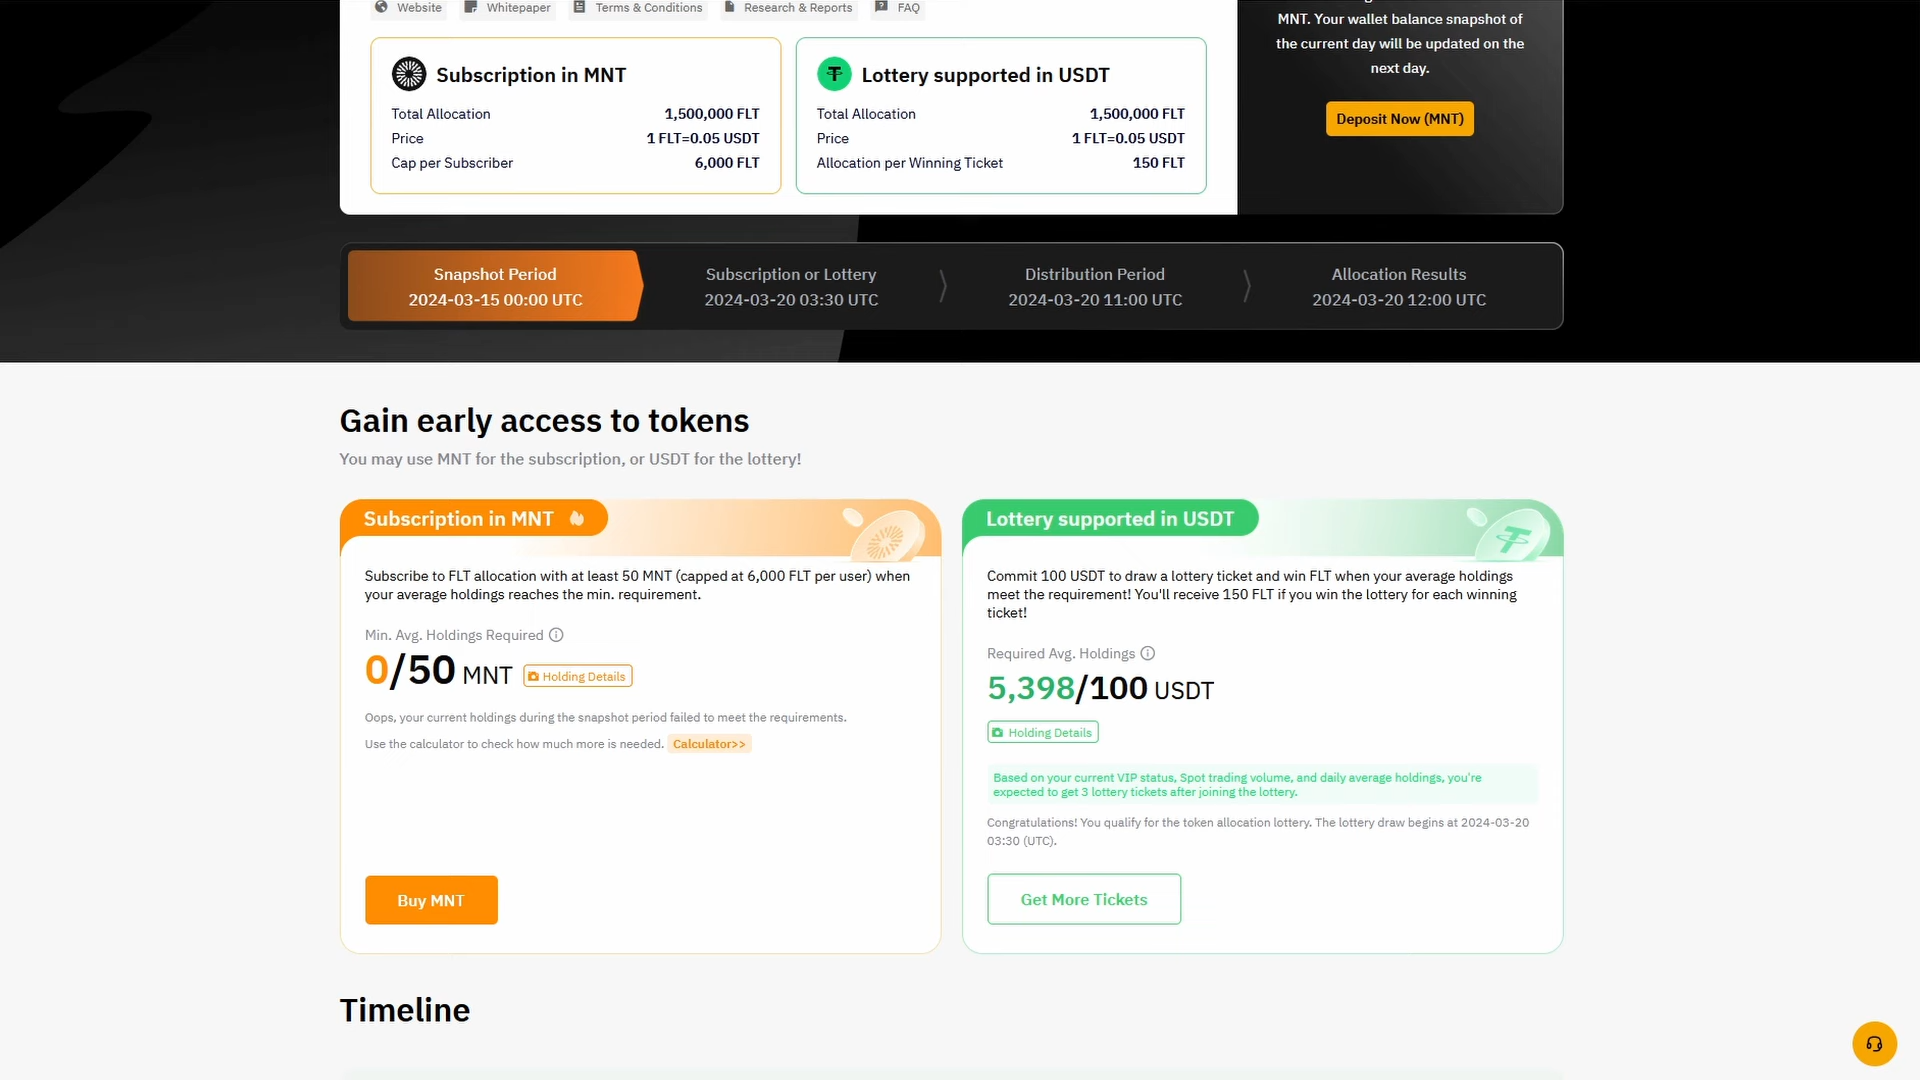 Website Whitepaper Terms & Conditions Research & Reports FAQ
MNT. Your wallet balance snapshot of
the current day will be updated on the
next day.
Deposit Now (MNT)
Subscription in MNT
Total Allocation 1,500,000 FLT
Price 1 FLT=0.05 USDT
Cap per Subscriber 6,000 FLT
Lottery supported in USDT
Total Allocation 1,500,000 FLT
Price 1 FLT=0.05 USDT
Allocation per Winning Ticket 150 FLT
Snapshot Period
2024-03-15 00:00 UTC
Subscription or Lottery
2024-03-20 03:30 UTC
Distribution Period
2024-03-20 11:00 UTC
Allocation Results
2024-03-20 12:00 UTC
Gain early access to tokens
You may use MNT for the subscription, or USDT for the lottery!
Subscription in MNT
Subscribe to FLT allocation with at least 50 MNT (capped at 6,000 FLT per user) when
your average holdings reaches the min. requirement.
Min. Avg. Holdings Required
0/50 MNT Holding Details
Oops, your current holdings during the snapshot period failed to meet the requirements.
Use the calculator to check how much more is needed. Calculator>>
Buy MNT
Lottery supported in USDT
Commit 100 USDT to draw a lottery ticket and win FLT when your average holdings
meet the requirement! You'll receive 150 FLT if you win the lottery for each winning
ticket!
Required Avg. Holdings
5,398/100 USDT
Holding Details
Based on your current VIP status, Spot trading volume, and daily average holdings, you're
expected to get 3 lottery tickets after joining the lottery.
Congratulations! You qualify for the token allocation lottery. The lottery draw begins at 2024-03-20
03:30 (UTC).
Get More Tickets
Timeline